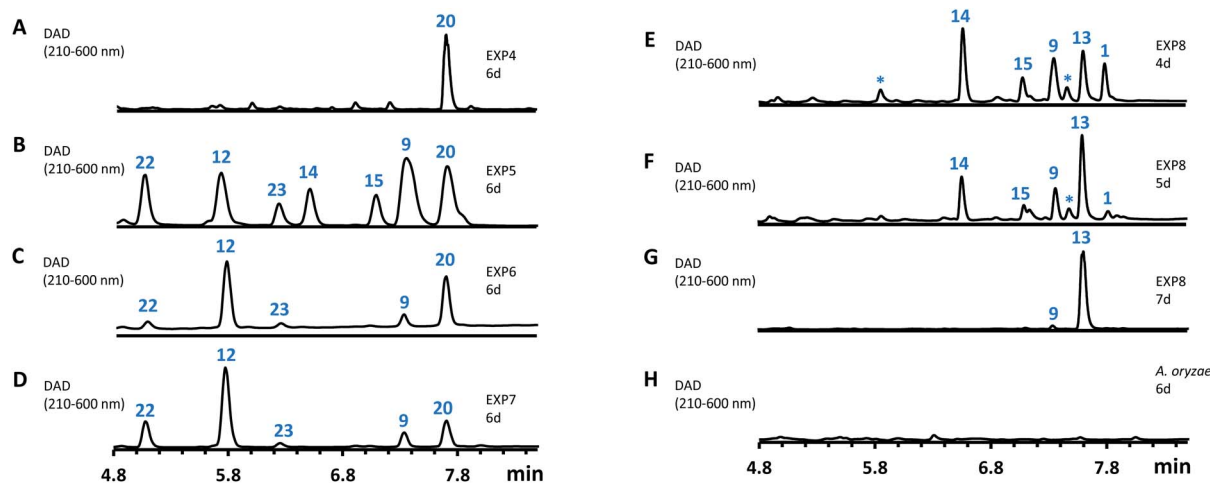 A
DAD
(210-600 nm)
20
EXP4
6d
B
DAD
(210-600 nm)
22
12
23
14
15
9
20
EXP5
6d
C
DAD
(210-600 nm)
22
12
23
9
20
EXP6
6d
D
DAD
(210-600 nm)
22
12
23
9
20
EXP7
6d
4.8 5.8 6.8 7.8 min
E
DAD
(210-600 nm)
*
14
15
9
*
13
1
EXP8
4d
F
DAD
(210-600 nm)
14
15
9
*
13
1
EXP8
5d
G
DAD
(210-600 nm)
9
13
EXP8
7d
H
DAD
(210-600 nm)
A. oryzae
6d
4.8 5.8 6.8 7.8 min